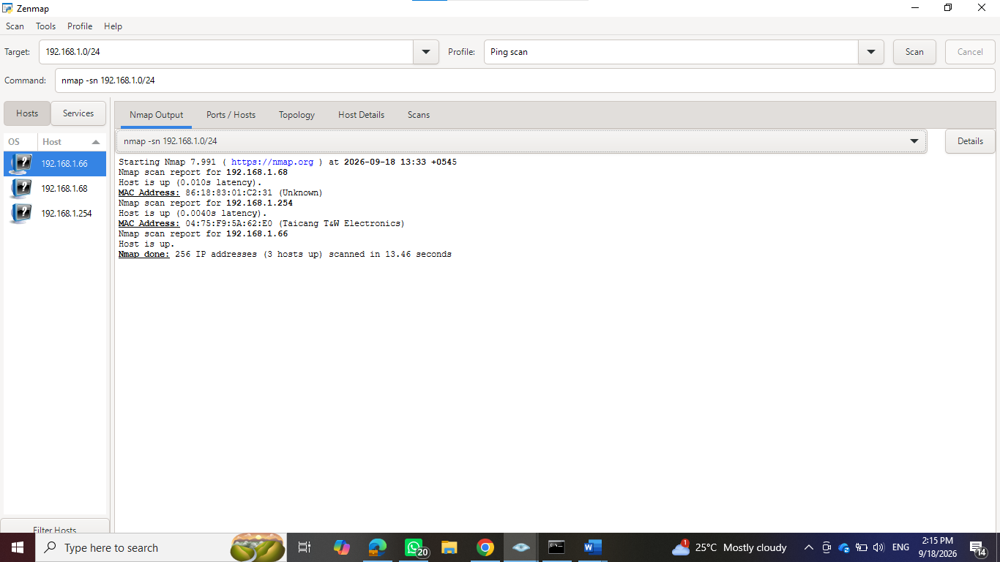 Zenmap
Scan Tools Profile Help
Target: 192.168.1.0/24 Profile: Ping scan Scan Cancel
Command: nmap -sn 192.168.1.0/24
Hosts Services
OS Host
192.168.1.66
192.168.1.68
192.168.1.254
Filter Hosts
Nmap Output Ports / Hosts Topology Host Details Scans
nmap -sn 192.168.1.0/24 Details
Starting Nmap 7.991 ( https://nmap.org ) at 2026-09-18 13:33 +0545
Nmap scan report for 192.168.1.68
Host is up (0.010s latency).
MAC Address: 86:18:83:01:C2:31 (Unknown)
Nmap scan report for 192.168.1.254
Host is up (0.0040s latency).
MAC Address: 04:75:F9:5A:62:E0 (Taicang T&W Electronics)
Nmap scan report for 192.168.1.66
Host is up.
Nmap done: 256 IP addresses (3 hosts up) scanned in 13.46 seconds
Type here to search
20
1
25°C Mostly cloudy
ENG
2:15 PM
9/18/2026
14